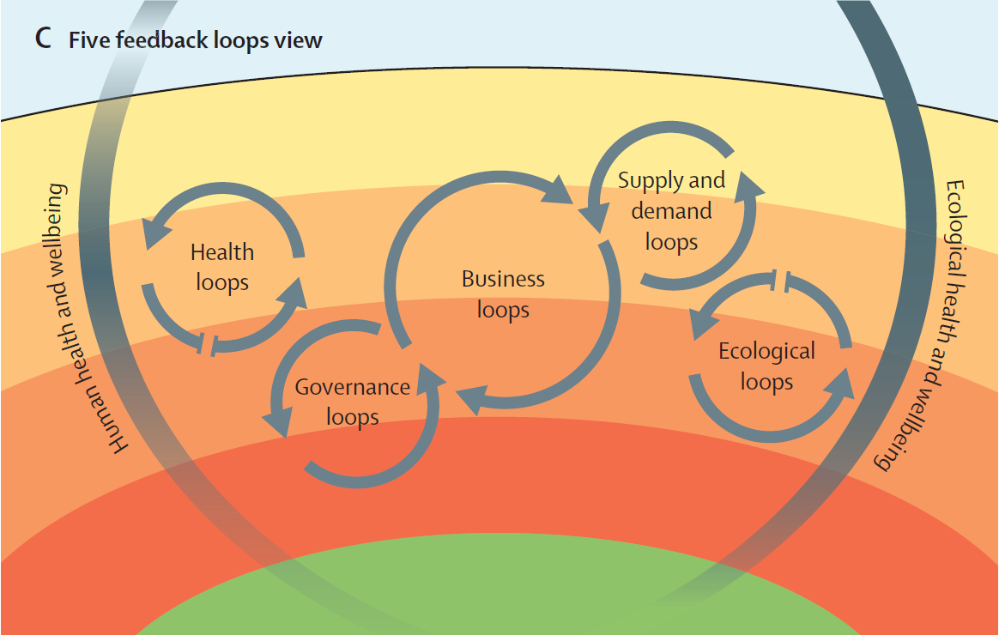 C Five feedback loops view
Human health and wellbeing
Health
loops
Governance
loops
Business
loops
Supply and
demand
loops
Ecological
loops
Ecological health and wellbeing